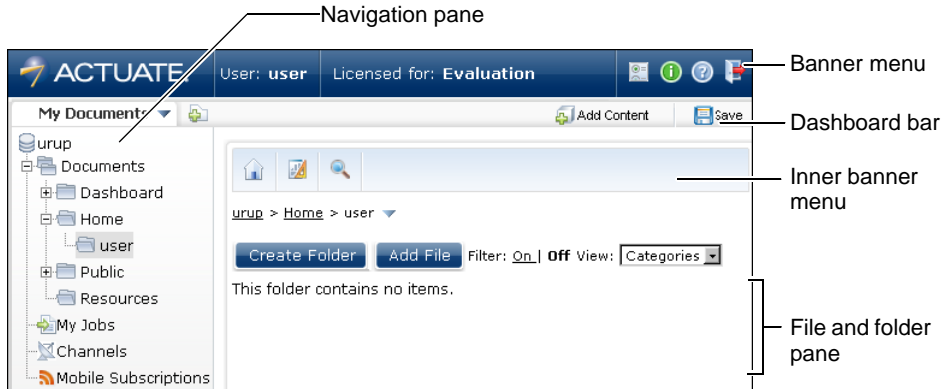 Navigation pane
ACTUATE.
User: user
Licensed for: Evaluation
Banner menu
My Documents
Add Content
Save
Dashboard bar
urup
Documents
Dashboard
Home
user
Public
Resources
My Jobs
Channels
Mobile Subscriptions
Inner banner
menu
urup > Home > user
Create Folder
Add File
Filter: On | Off View: Categories
This folder contains no items.
File and folder
pane